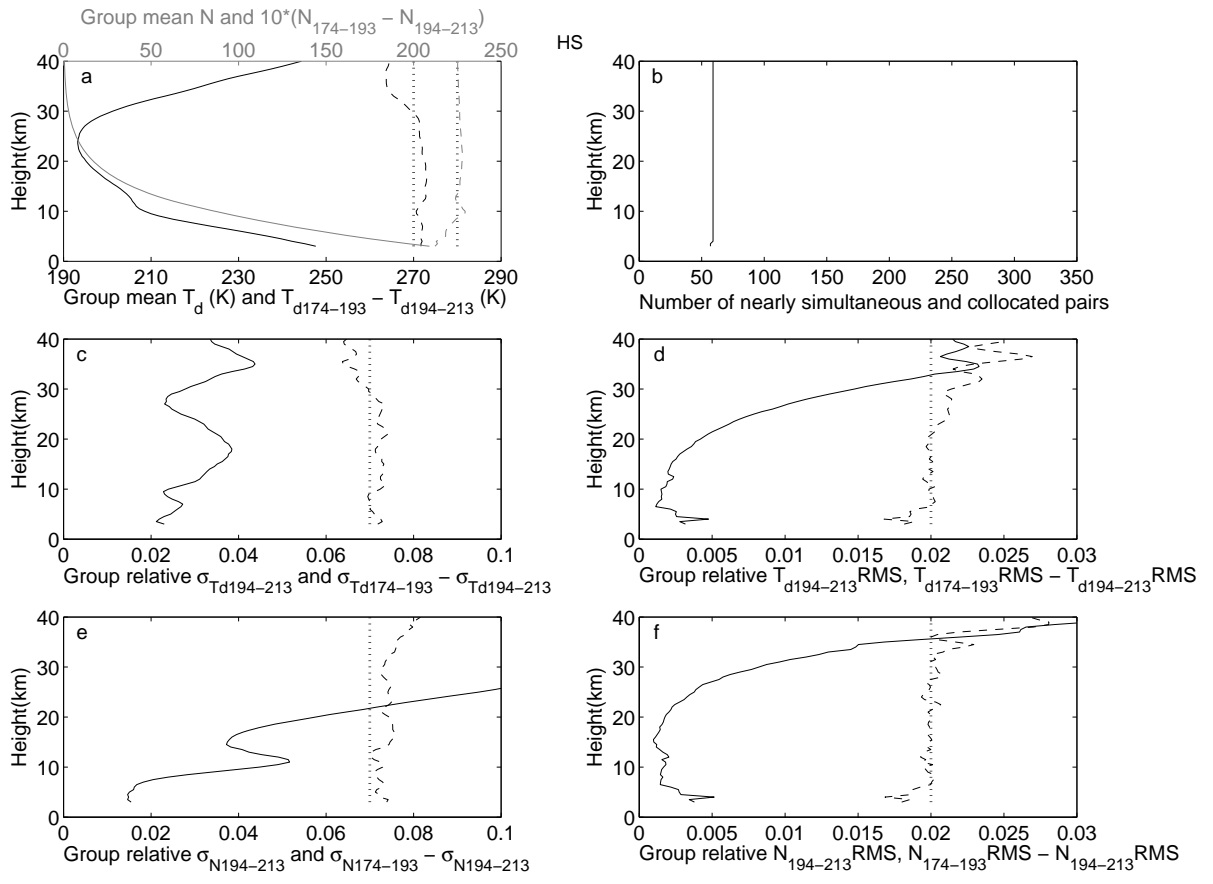 Group mean N and 10*(N174−193 − N194−213)
0 50 100 150 200 250
HS
a
40
30
20
10
0
Height(km)
190 210 230 250 270 290
Group mean Td (K) and Td174−193 − Td194−213 (K)
b
40
30
20
10
0
Height(km)
0 50 100 150 200 250 300 350
Number of nearly simultaneous and collocated pairs
c
40
30
20
10
0
Height(km)
0 0.02 0.04 0.06 0.08 0.1
Group relative σTd194−213 and σTd174−193 − σTd194−213
d
40
30
20
10
0
Height(km)
0 0.005 0.01 0.015 0.02 0.025 0.03
Group relative Td194−213RMS, Td174−193RMS − Td194−213RMS
e
40
30
20
10
0
Height(km)
0 0.02 0.04 0.06 0.08 0.1
Group relative σN194−213 and σN174−193 − σN194−213
f
40
30
20
10
0
Height(km)
0 0.005 0.01 0.015 0.02 0.025 0.03
Group relative N194−213RMS, N174−193RMS − N194−213RMS